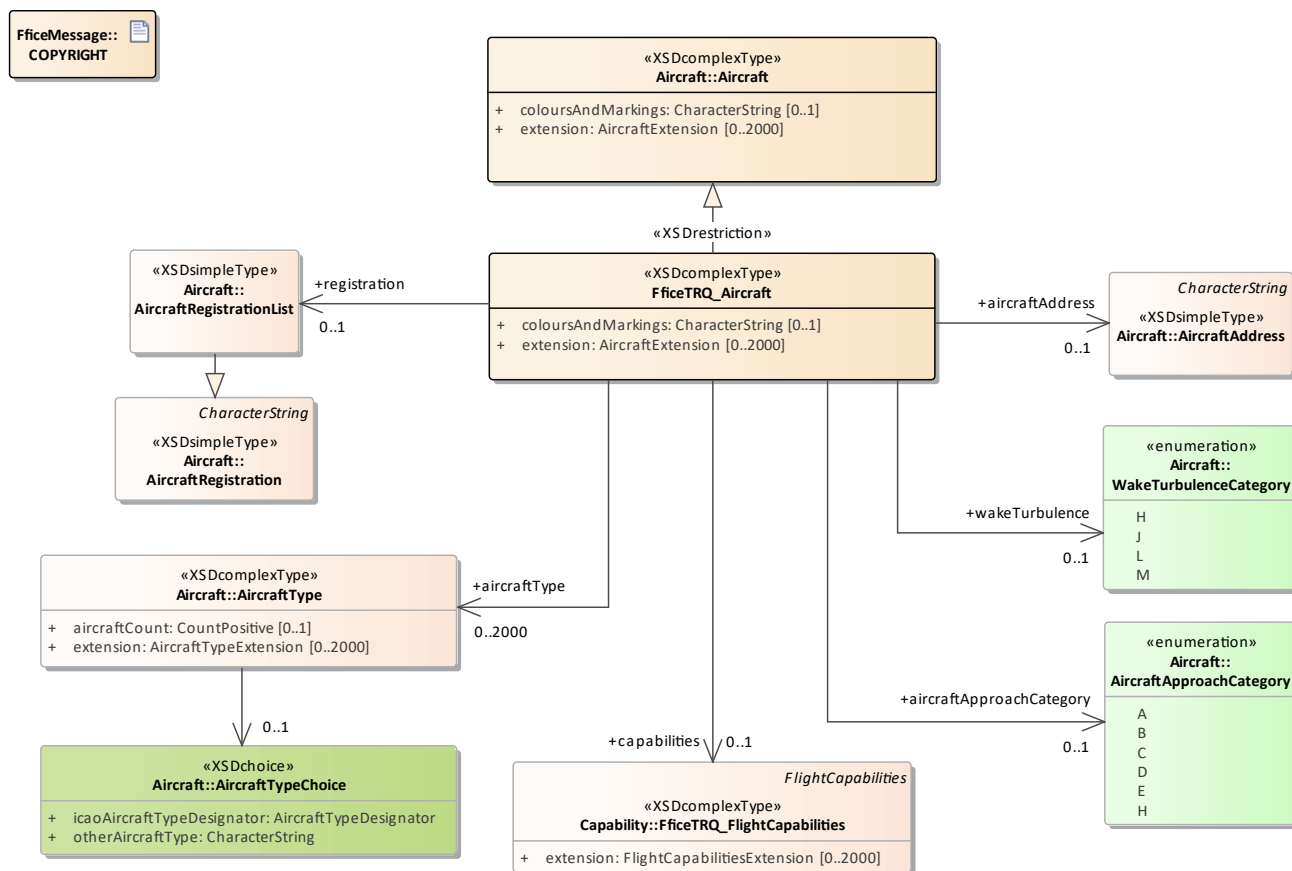 FficeMessage::
COPYRIGHT
«XSDcomplexType»
Aircraft::Aircraft
+ coloursAndMarkings: CharacterString [0..1]
+ extension: AircraftExtension [0..2000]
«XSDrestriction»
«XSDsimpleType»
Aircraft::
AircraftRegistrationList
+registration
0..1
«XSDcomplexType»
FficeTRQ_Aircraft
+ coloursAndMarkings: CharacterString [0..1]
+ extension: AircraftExtension [0..2000]
+aircraftAddress
0..1
CharacterString
«XSDsimpleType»
Aircraft::AircraftAddress
CharacterString
«XSDsimpleType»
Aircraft::
AircraftRegistration
+wakeTurbulence
0..1
«enumeration»
Aircraft::
WakeTurbulenceCategory
H
J
L
M
«XSDcomplexType»
Aircraft::AircraftType
+ aircraftCount: CountPositive [0..1]
+ extension: AircraftTypeExtension [0..2000]
+aircraftType
0..2000
+aircraftApproachCategory
0..1
«enumeration»
Aircraft::
AircraftApproachCategory
A
B
C
D
E
H
0..1
«XSDchoice»
Aircraft::AircraftTypeChoice
+ icaoAircraftTypeDesignator: AircraftTypeDesignator
+ otherAircraftType: CharacterString
+capabilities
0..1
FlightCapabilities
«XSDcomplexType»
Capability::FficeTRQ_FlightCapabilities
+ extension: FlightCapabilitiesExtension [0..2000]